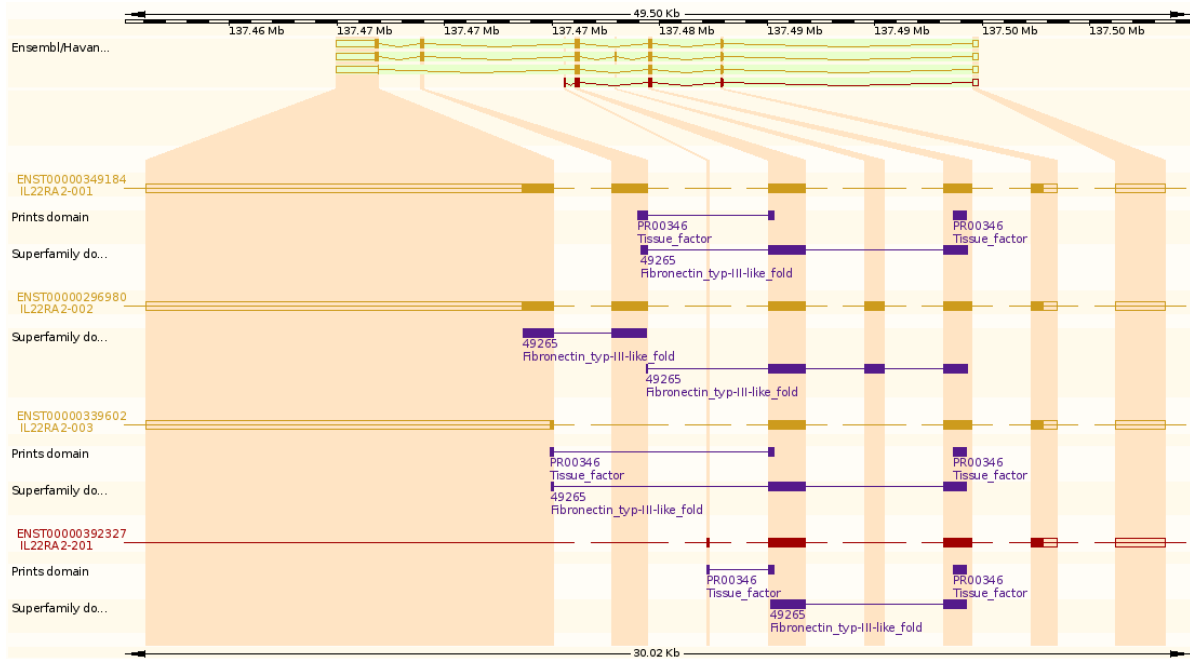 49.50 Kb
137.46 Mb 137.47 Mb 137.47 Mb 137.47 Mb 137.48 Mb 137.49 Mb 137.49 Mb 137.50 Mb 137.50 Mb
Ensembl/Havan...
ENST00000349184
IL22RA2-001
Prints domain
PR00346 PR00346
Tissue_factor Tissue_factor
Superfamily do...
49265
Fibronectin_typ-III-like_fold
ENST00000296980
IL22RA2-002
Superfamily do...
49265
Fibronectin_typ-III-like_fold
49265
Fibronectin_typ-III-like_fold
ENST00000339602
IL22RA2-003
Prints domain
PR00346 PR00346
Tissue_factor Tissue_factor
Superfamily do...
49265
Fibronectin_typ-III-like_fold
ENST00000392327
IL22RA2-201
Prints domain
PR00346 PR00346
Tissue_factor Tissue_factor
Superfamily do...
49265
Fibronectin_typ-III-like_fold
30.02 Kb